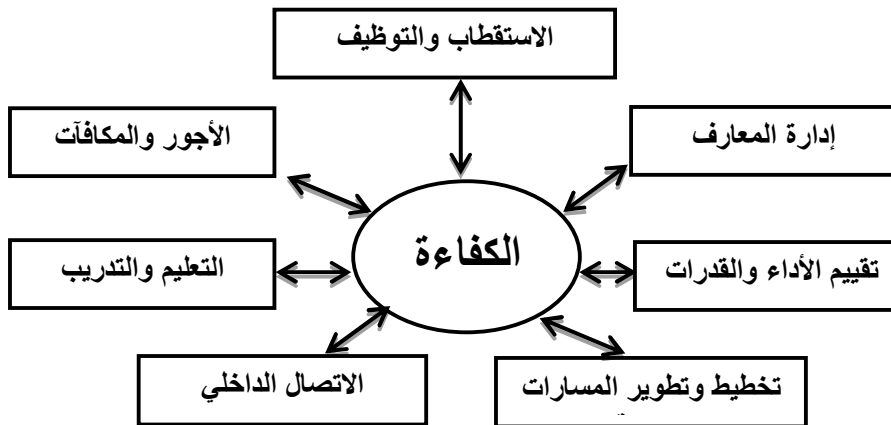 الاستقطاب والتوظيف
إدارة المعارف
الأجور والمكافآت
الكفاءة
تقييم الأداء والقدرات
التعليم والتدريب
تخطيط وتطوير المسارات
الاتصال الداخلي